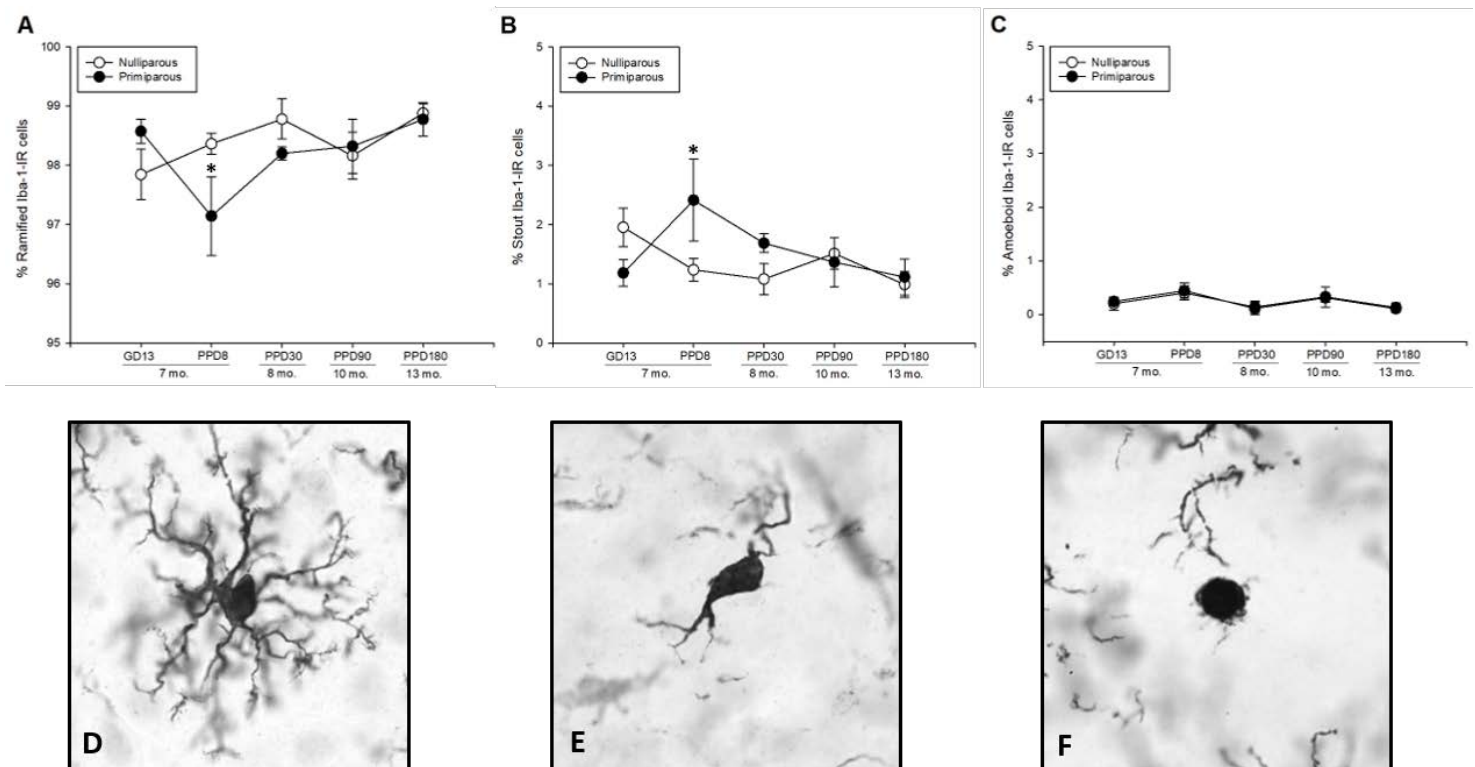 A
100
99
98
97
96
95
% Ramified Iba-1-IR cells
Nulliparous
Primiparous
*
GD13 PPD8 PPD30 PPD90 PPD180
7 mo. 8 mo. 10 mo. 13 mo.
B
5
4
3
2
1
0
% Stout Iba-1-IR cells
Nulliparous
Primiparous
*
GD13 PPD8 PPD30 PPD90 PPD180
7 mo. 8 mo. 10 mo. 13 mo.
C
5
4
3
2
1
0
% Amoeboid Iba-1-IR cells
Nulliparous
Primiparous
GD13 PPD8 PPD30 PPD90 PPD180
7 mo. 8 mo. 10 mo. 13 mo.
D
E
F